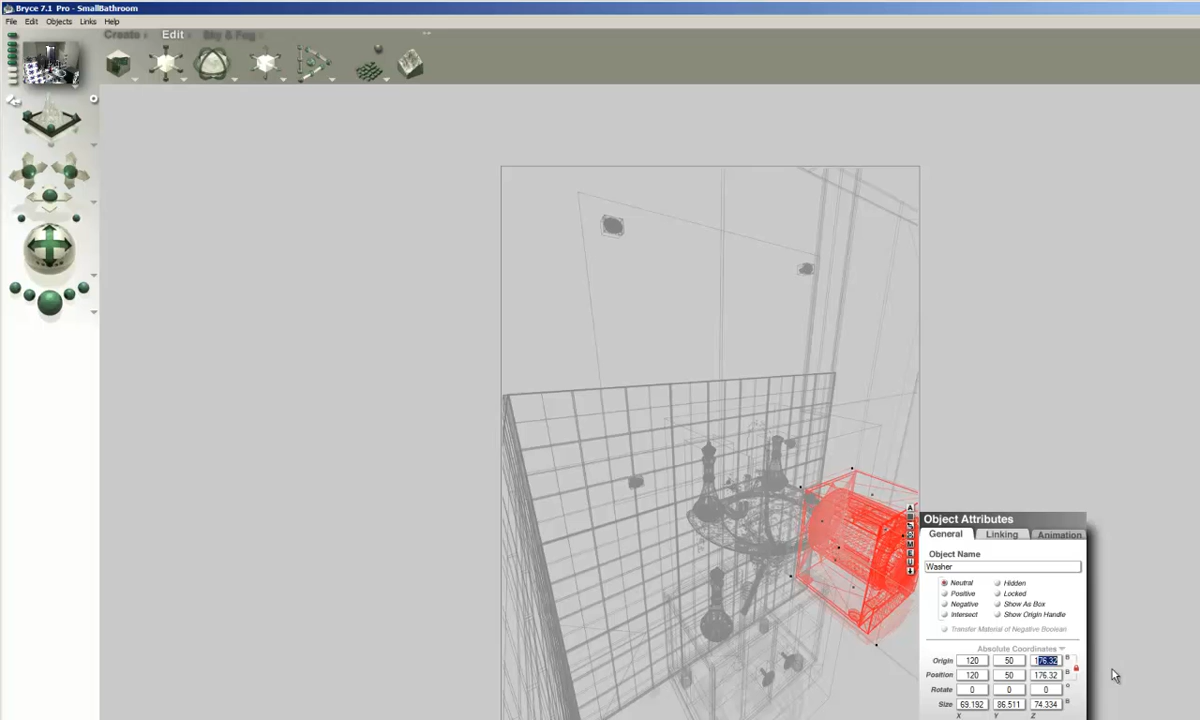 Bryce 7.1 Pro - SmallBathroom
File Edit Objects Links Help
Create Edit Sky & Fog
Object Attributes
General Linking Animation
Object Name
Washer
Neutral Hidden
Positive Locked
Negative Show As Box
Intersect Show Origin Handle
Transfer Material of Negative Boolean
Absolute Coordinates
Origin 120 50 176.32 B
Position 120 50 176.32 B
Rotate 0 0 0 °
Size 69.192 86.511 74.334 B
X Y Z
A
M